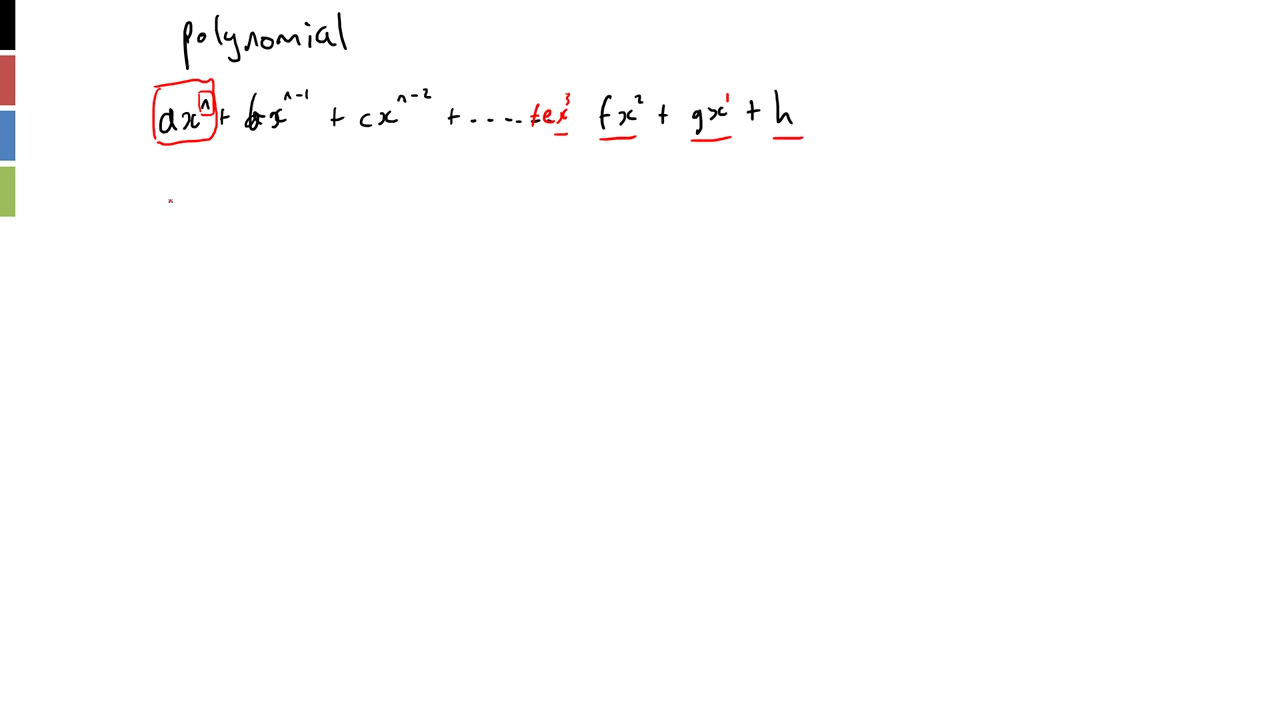 polynomial
ax^n + bx^{n-1} + cx^{n-2} + ..... + ex^3 fx^2 + gx^1 + h